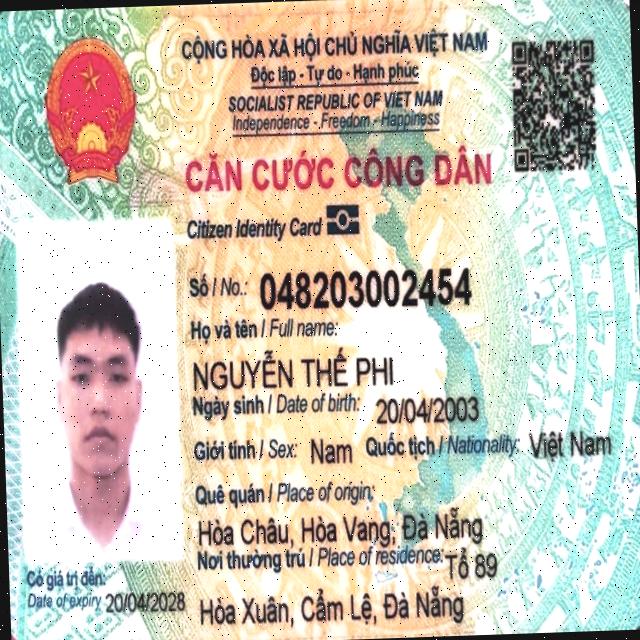 CỘNG HÒA XÃ HỘI CHỦ NGHĨA VIỆT NAM
Độc lập - Tự do - Hạnh phúc
SOCIALIST REPUBLIC OF VIET NAM
Independence - Freedom - Happiness
CĂN CƯỚC CÔNG DÂN
Citizen Identity Card
Số / No.: 048203002454
Họ và tên / Full name:
NGUYỄN THẾ PHI
Ngày sinh / Date of birth: 20/04/2003
Giới tính / Sex: Nam Quốc tịch / Nationality: Việt Nam
Quê quán / Place of origin:
Hòa Châu, Hòa Vang, Đà Nẵng
Nơi thường trú / Place of residence: Tổ 89
Hòa Xuân, Cẩm Lệ, Đà Nẵng
Có giá trị đến:
Date of expiry 20/04/2028